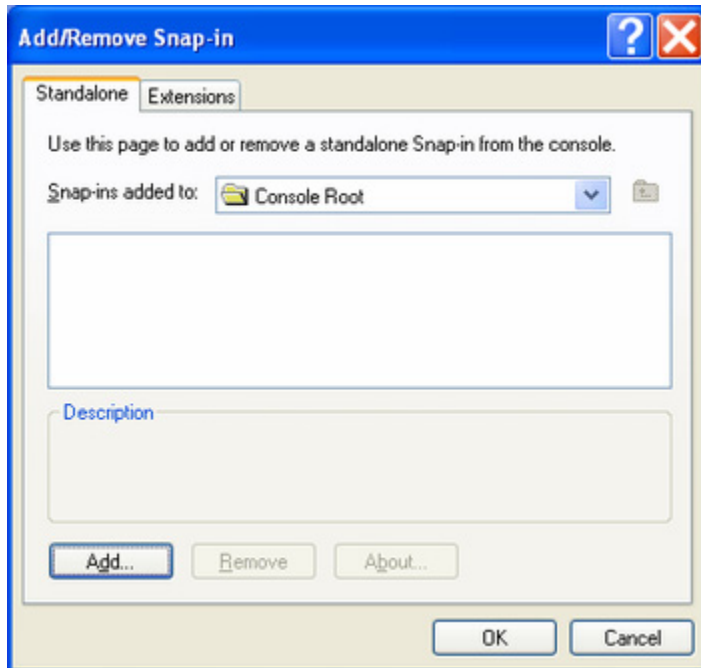 Add/Remove Snap-in
Standalone Extensions
Use this page to add or remove a standalone Snap-in from the console.
Snap-ins added to: Console Root
Description
Add... Remove About...
OK Cancel